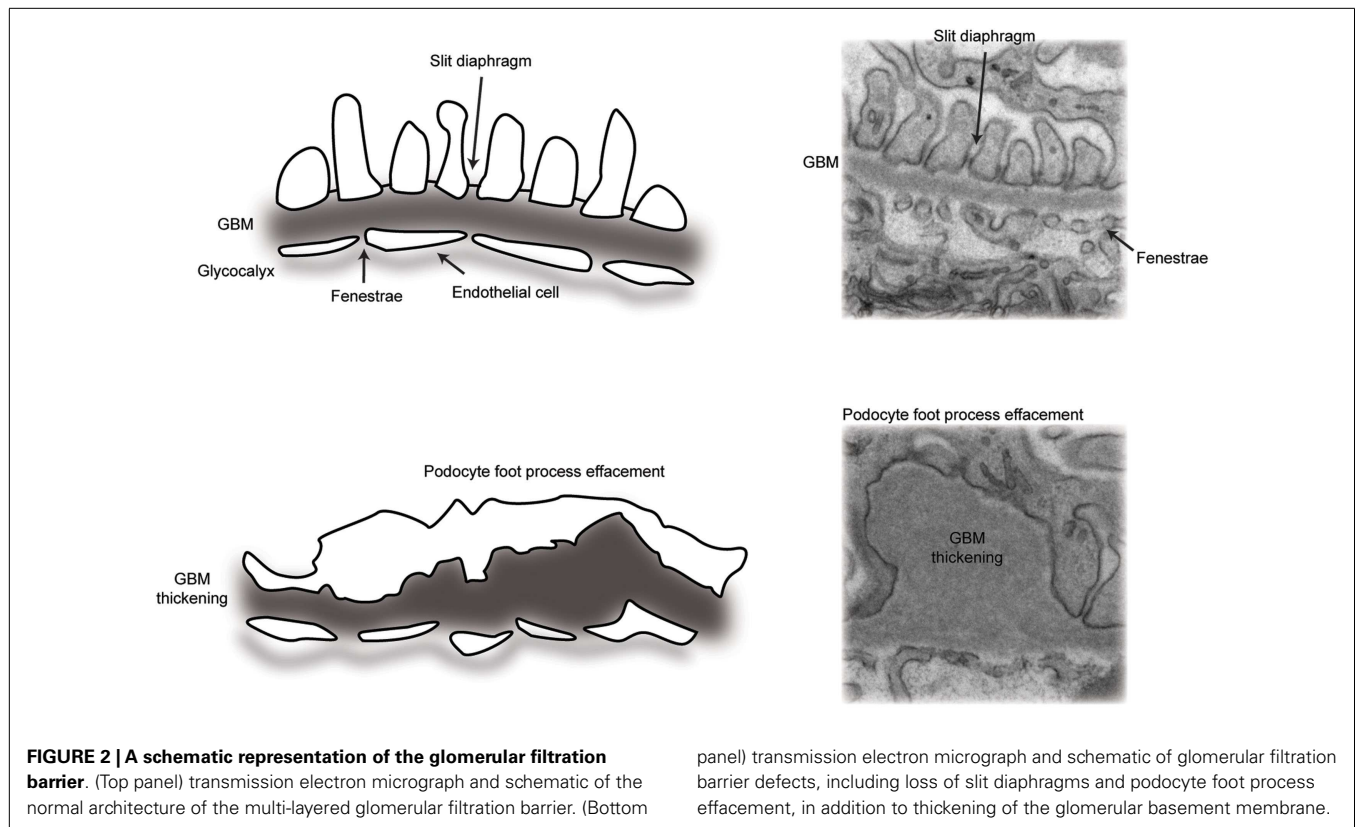 Slit diaphragm
GBM
Glycocalyx
Fenestrae
Endothelial cell
Slit diaphragm
GBM
Fenestrae
Podocyte foot process effacement
GBM
thickening
Podocyte foot process effacement
GBM
thickening
FIGURE 2 | A schematic representation of the glomerular filtration
barrier. (Top panel) transmission electron micrograph and schematic of the
normal architecture of the multi-layered glomerular filtration barrier. (Bottom
panel) transmission electron micrograph and schematic of glomerular filtration
barrier defects, including loss of slit diaphragms and podocyte foot process
effacement, in addition to thickening of the glomerular basement membrane.